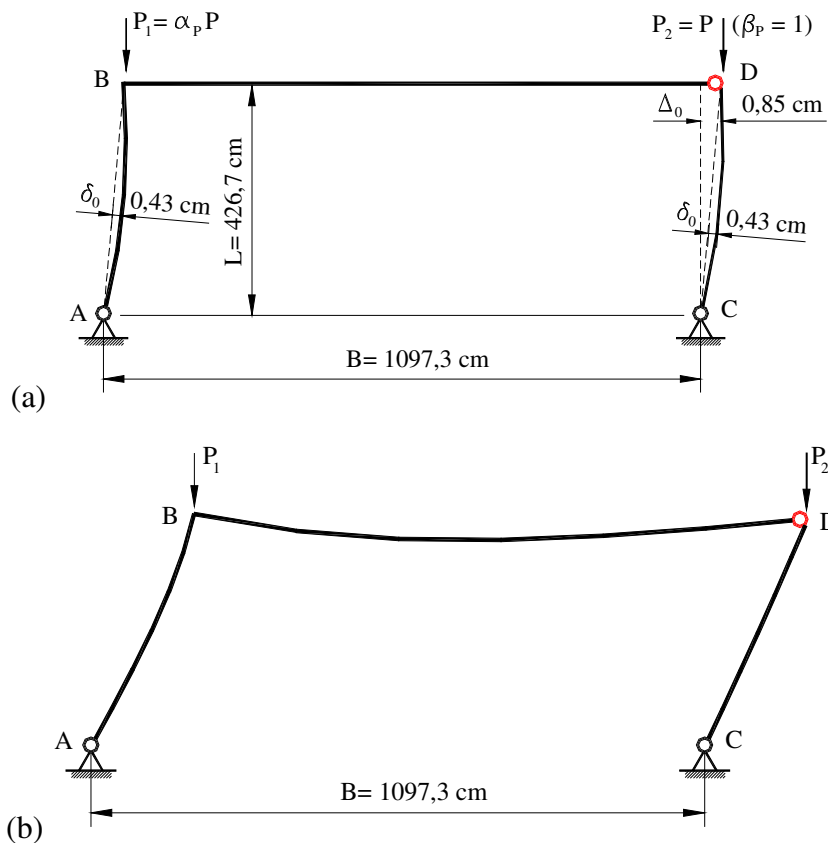 P₁= α_P P
P₂= P (β_P = 1)
B
D
Δ₀
0,85 cm
L= 426,7 cm
δ₀
0,43 cm
δ₀
0,43 cm
A
C
B= 1097,3 cm
(a)
P₁
P₂
B
D
A
C
B= 1097,3 cm
(b)